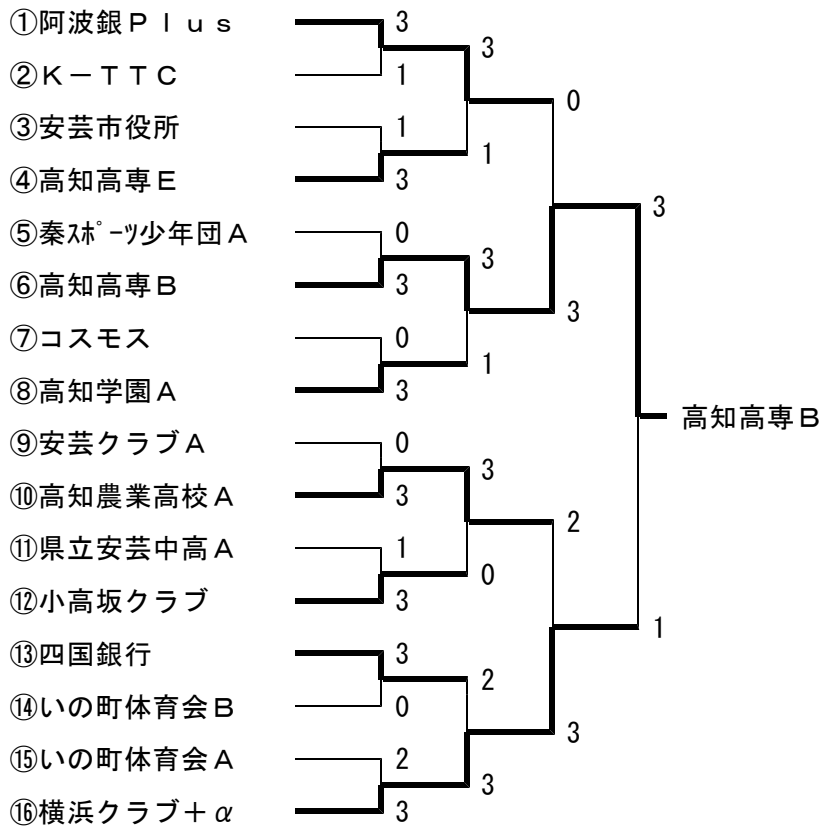 ①阿波銀Ｐｌｕｓ 3
3
②Ｋ－ＴＴＣ 1
0
③安芸市役所 1
1
④高知高専Ｅ 3
3
⑤秦ｽﾎﾟｰﾂ少年団Ａ 0
3
⑥高知高専Ｂ 3
3
⑦コスモス 0
1
⑧高知学園Ａ 3
高知高専Ｂ
⑨安芸クラブＡ 0
3
⑩高知農業高校Ａ 3
2
⑪県立安芸中高Ａ 1
0
⑫小高坂クラブ 3
1
⑬四国銀行 3
2
⑭いの町体育会Ｂ 0
3
⑮いの町体育会Ａ 2
3
⑯横浜クラブ＋α 3